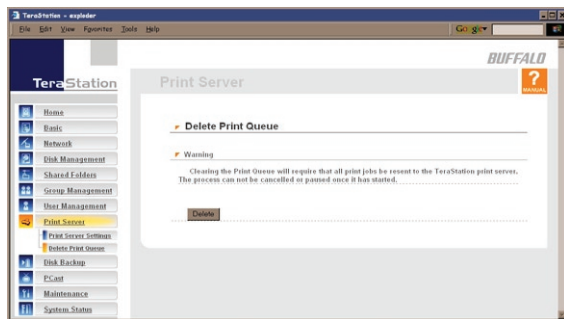 TeraStation - exploder
File Edit View Favorites Tools Help
Google
BUFFALO
TeraStation
Print Server
?
MANUAL
Home
Basic
Network
Disk Management
Shared Folders
Group Management
User Management
Print Server
Print Server Settings
Delete Print Queue
Disk Backup
PCast
Maintenance
System Status
Delete Print Queue
Warning
Clearing the Print Queue will require that all print jobs be resent to the TeraStation print server.
The process can not be cancelled or paused once it has started.
Delete